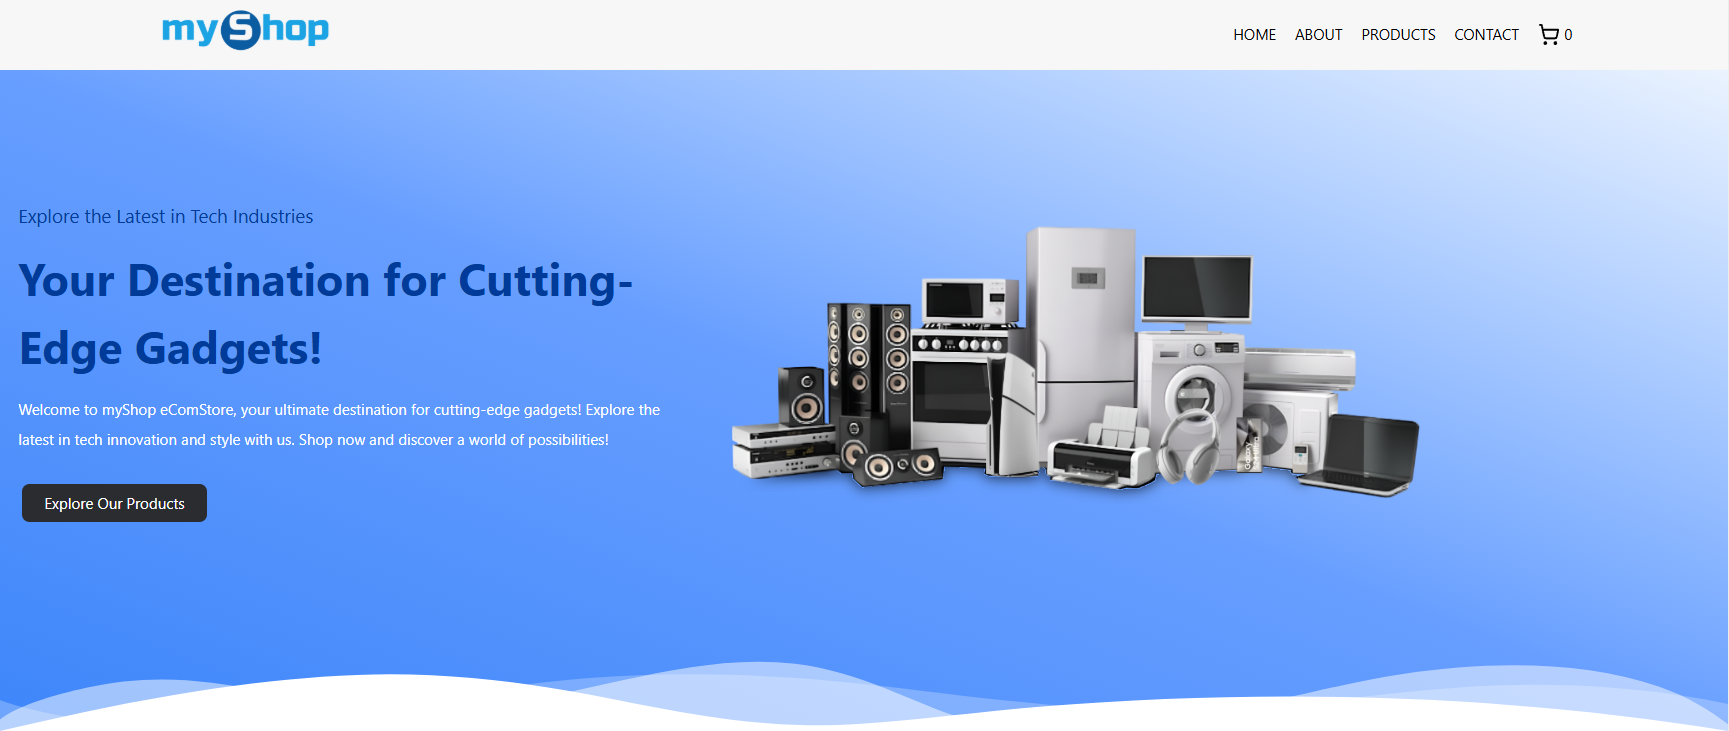 myShop
HOME ABOUT PRODUCTS CONTACT 0
Explore the Latest in Tech Industries
Your Destination for Cutting-
Edge Gadgets!
Welcome to myShop eComStore, your ultimate destination for cutting-edge gadgets! Explore the
latest in tech innovation and style with us. Shop now and discover a world of possibilities!
Explore Our Products